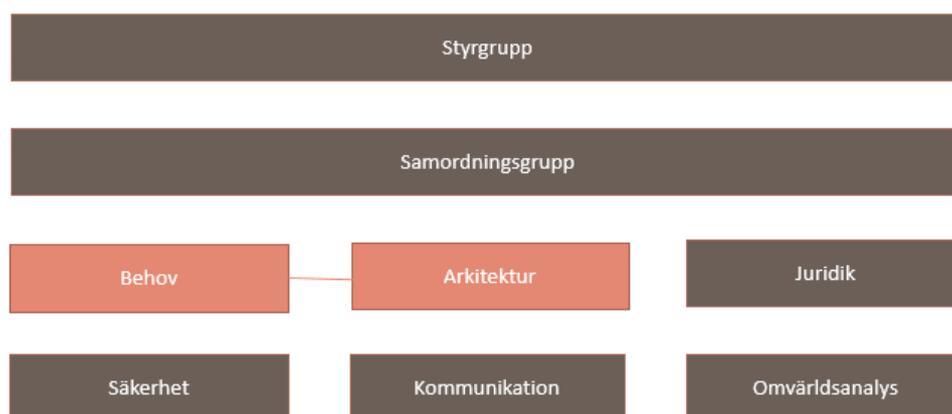 Styrgrupp
Samordningsgrupp
Behov
Arkitektur
Juridik
Säkerhet
Kommunikation
Omvärldsanalys